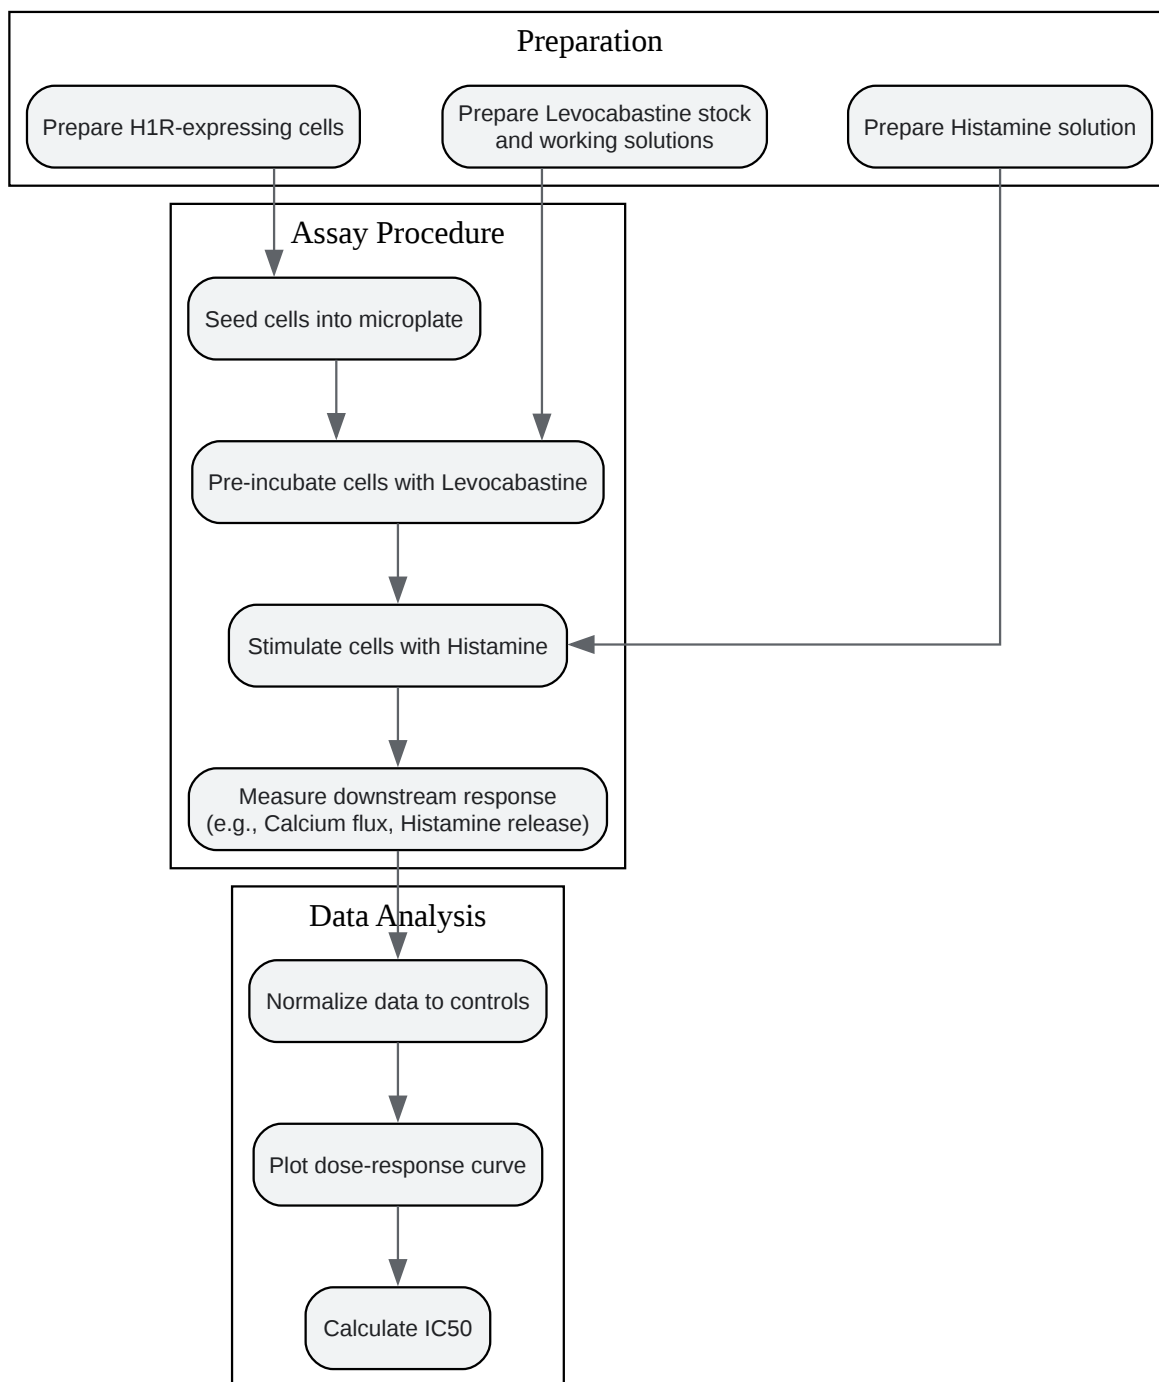 Preparation
Prepare H1R-expressing cells
Prepare Levocabastine stock
and working solutions
Prepare Histamine solution
Assay Procedure
Seed cells into microplate
Pre-incubate cells with Levocabastine
Stimulate cells with Histamine
Measure downstream response
(e.g., Calcium flux, Histamine release)
Data Analysis
Normalize data to controls
Plot dose-response curve
Calculate IC50